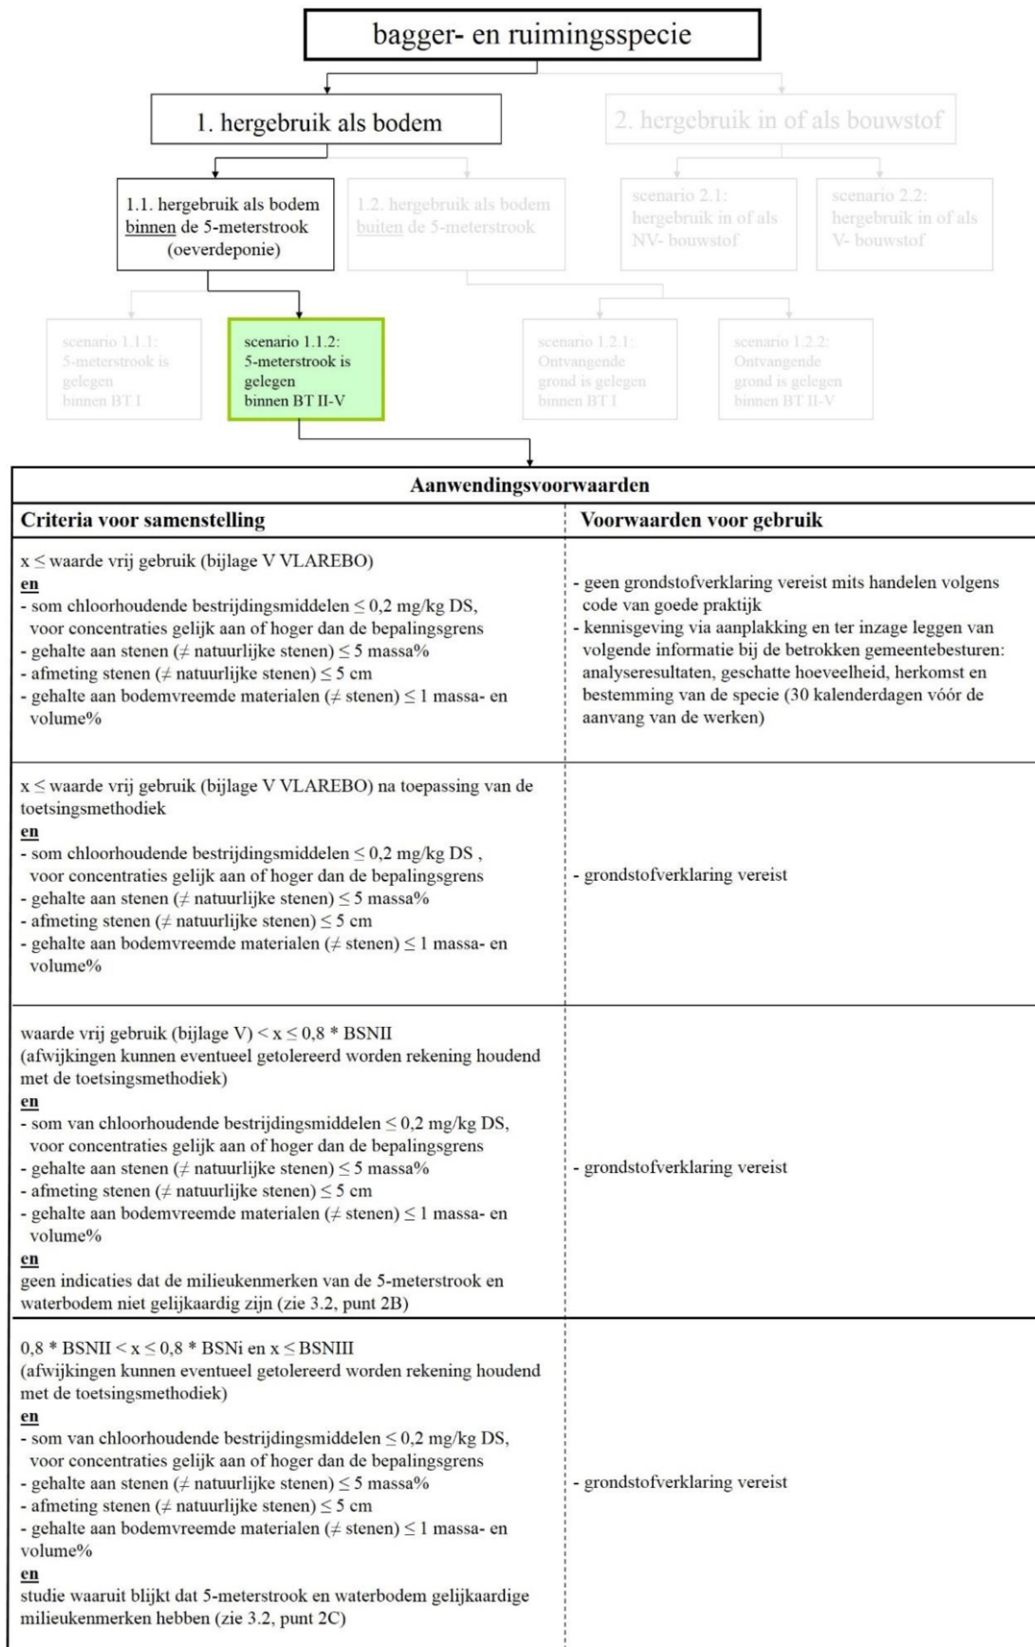 bagger- en ruimingsspecie
1. hergebruik als bodem
2. hergebruik in of als bouwstof
1.1. hergebruik als bodem
binnen de 5-meterstrook
(oeverdeponie)
1.2. hergebruik als bodem
buiten de 5-meterstrook
scenario 2.1:
hergebruik in of als
NV- bouwstof
scenario 2.2:
hergebruik in of als
V- bouwstof
scenario 1.1.1:
5-meterstrook is
gelegen
binnen BT I
scenario 1.1.2:
5-meterstrook is
gelegen
binnen BT II-V
scenario 1.2.1:
Ontvangende
grond is gelegen
binnen BT I
scenario 1.2.2:
Ontvangende
grond is gelegen
binnen BT II-V
Aanwendingsvoorwaarden
Criteria voor samenstelling
Voorwaarden voor gebruik
x ≤ waarde vrij gebruik (bijlage V VLAREBO)
en
- som chloorhoudende bestrijdingsmiddelen ≤ 0,2 mg/kg DS,
voor concentraties gelijk aan of hoger dan de bepalingsgrens
- gehalte aan stenen (≠ natuurlijke stenen) ≤ 5 massa%
- afmeting stenen (≠ natuurlijke stenen) ≤ 5 cm
- gehalte aan bodemvreemde materialen (≠ stenen) ≤ 1 massa- en
volume%
- geen grondstofverklaring vereist mits handelen volgens
code van goede praktijk
- kennisgeving via aanplakking en ter inzage leggen van
volgende informatie bij de betrokken gemeentebesturen:
analyseresultaten, geschatte hoeveelheid, herkomst en
bestemming van de specie (30 kalenderdagen vóór de
aanvang van de werken)
x ≤ waarde vrij gebruik (bijlage V VLAREBO) na toepassing van de
toetsingsmethodiek
en
- som chloorhoudende bestrijdingsmiddelen ≤ 0,2 mg/kg DS ,
voor concentraties gelijk aan of hoger dan de bepalingsgrens
- gehalte aan stenen (≠ natuurlijke stenen) ≤ 5 massa%
- afmeting stenen (≠ natuurlijke stenen) ≤ 5 cm
- gehalte aan bodemvreemde materialen (≠ stenen) ≤ 1 massa- en
volume%
- grondstofverklaring vereist
waarde vrij gebruik (bijlage V) < x ≤ 0,8 * BSNII
(afwijkingen kunnen eventueel getolereerd worden rekening houdend
met de toetsingsmethodiek)
en
- som van chloorhoudende bestrijdingsmiddelen ≤ 0,2 mg/kg DS,
voor concentraties gelijk aan of hoger dan de bepalingsgrens
- gehalte aan stenen (≠ natuurlijke stenen) ≤ 5 massa%
- afmeting stenen (≠ natuurlijke stenen) ≤ 5 cm
- gehalte aan bodemvreemde materialen (≠ stenen) ≤ 1 massa- en
volume%
en
geen indicaties dat de milieukenmerken van de 5-meterstrook en
waterbodem niet gelijkaardig zijn (zie 3.2, punt 2B)
- grondstofverklaring vereist
0,8 * BSNII < x ≤ 0,8 * BSNi en x ≤ BSNIII
(afwijkingen kunnen eventueel getolereerd worden rekening houdend
met de toetsingsmethodiek)
en
- som van chloorhoudende bestrijdingsmiddelen ≤ 0,2 mg/kg DS,
voor concentraties gelijk aan of hoger dan de bepalingsgrens
- gehalte aan stenen (≠ natuurlijke stenen) ≤ 5 massa%
- afmeting stenen (≠ natuurlijke stenen) ≤ 5 cm
- gehalte aan bodemvreemde materialen (≠ stenen) ≤ 1 massa- en
volume%
en
studie waaruit blijkt dat 5-meterstrook en waterbodem gelijkaardige
milieukenmerken hebben (zie 3.2, punt 2C)
- grondstofverklaring vereist